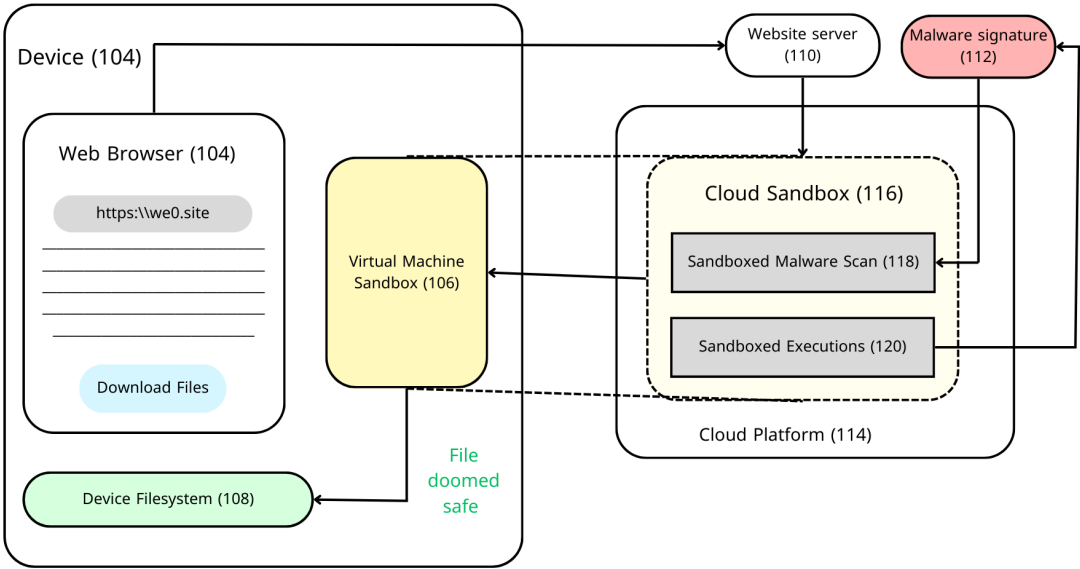 Device (104)
Website server
(110)
Malware signature
(112)
Web Browser (104)
https:\\we0.site
Download Files
Virtual Machine
Sandbox (106)
Cloud Sandbox (116)
Sandboxed Malware Scan (118)
Sandboxed Executions (120)
Cloud Platform (114)
File
doomed
safe
Device Filesystem (108)